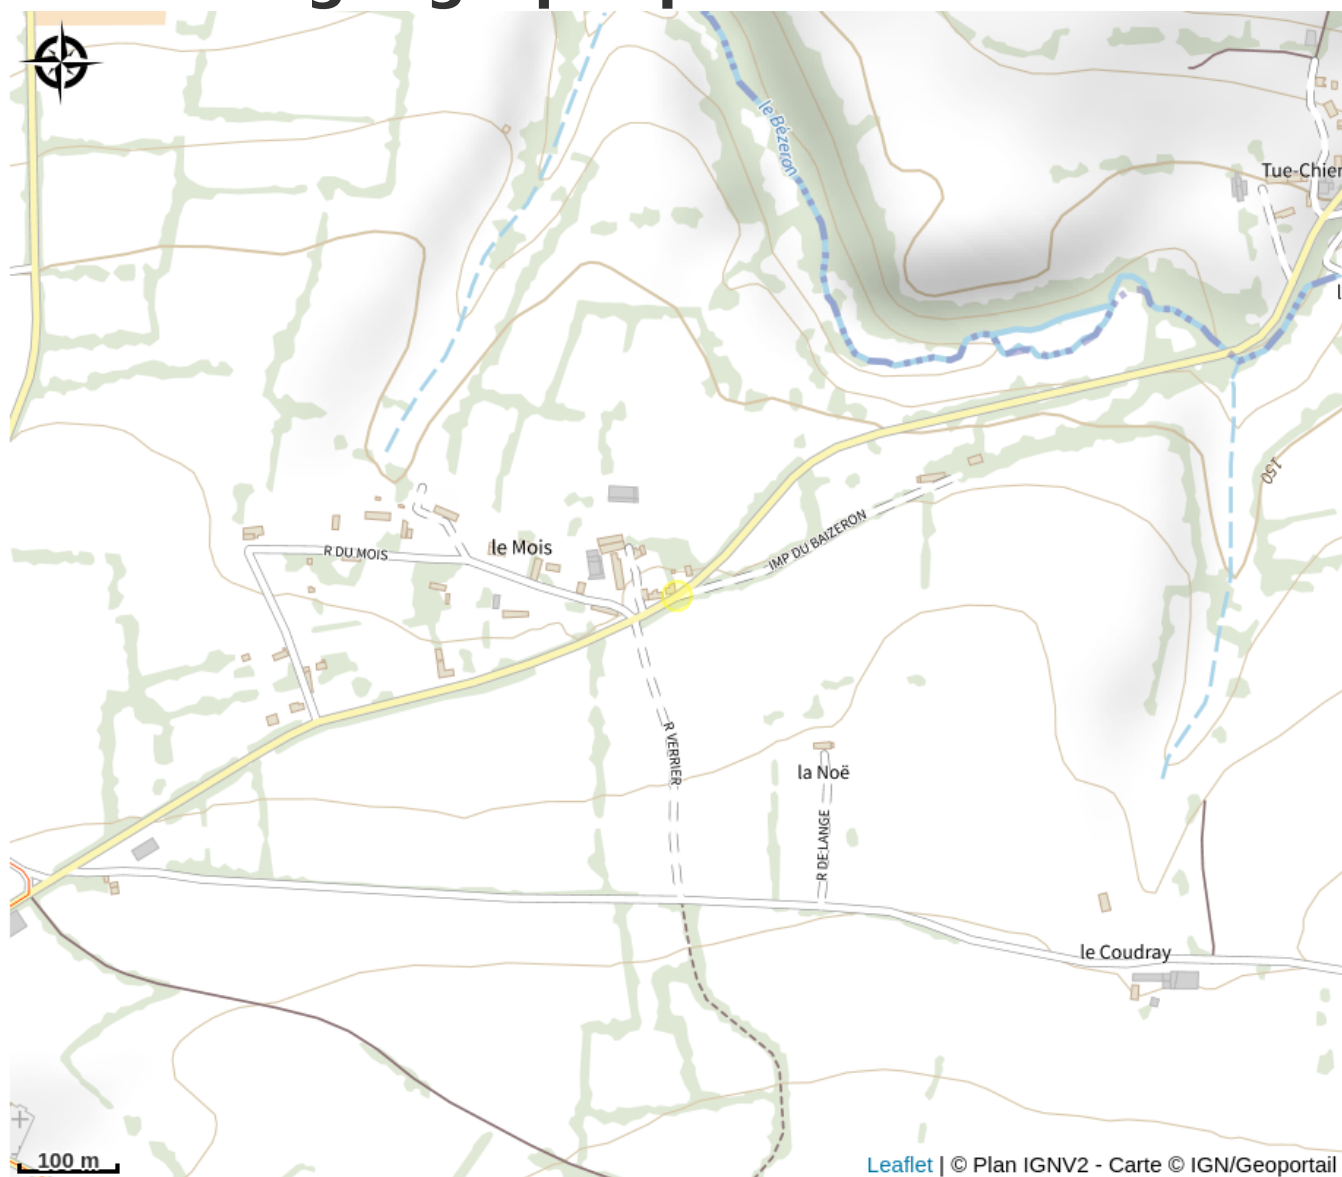 le Bézeron
Tue-Chien
150
R DU MOIS
le Mois
IMP DU BAIZERON
R VERRIER
la Noë
R DE LANGE
le Coudray
100 m
Leaflet | © Plan IGNV2 - Carte © IGN/Geoportail